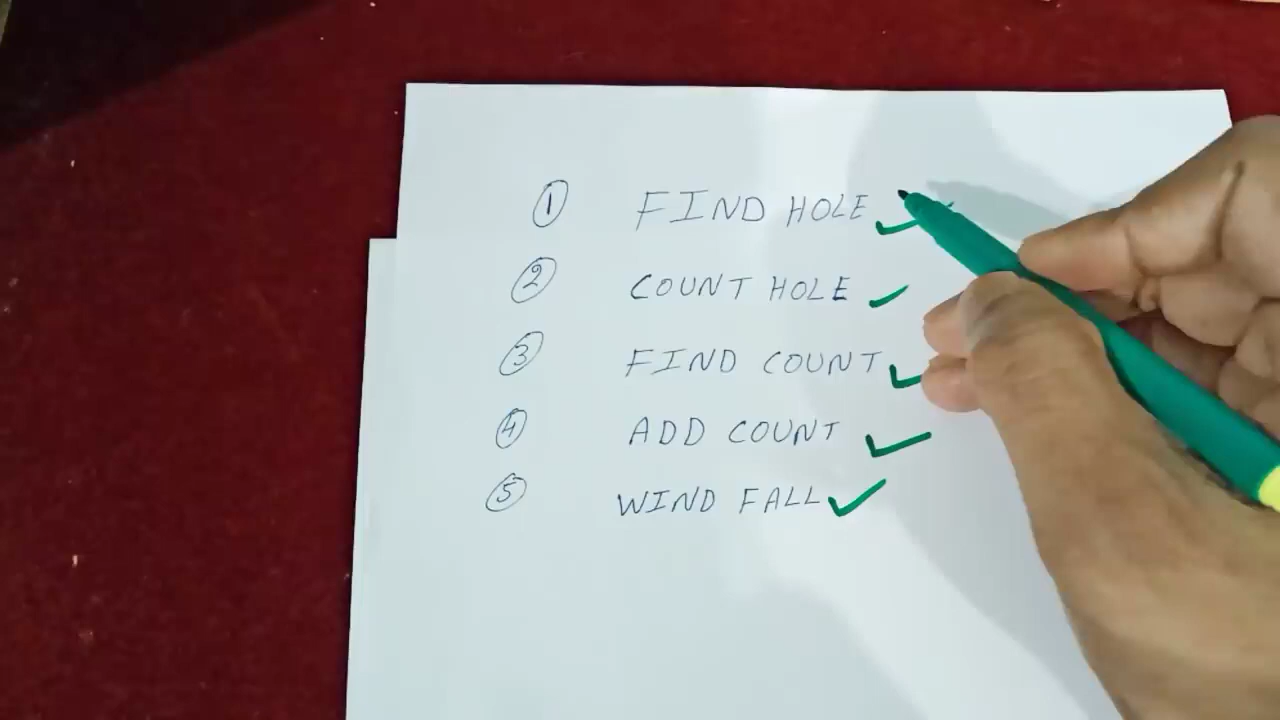 ① FIND HOLE ✓
② COUNT HOLE ✓
③ FIND COUNT ✓
④ ADD COUNT ✓
⑤ WIND FALL ✓